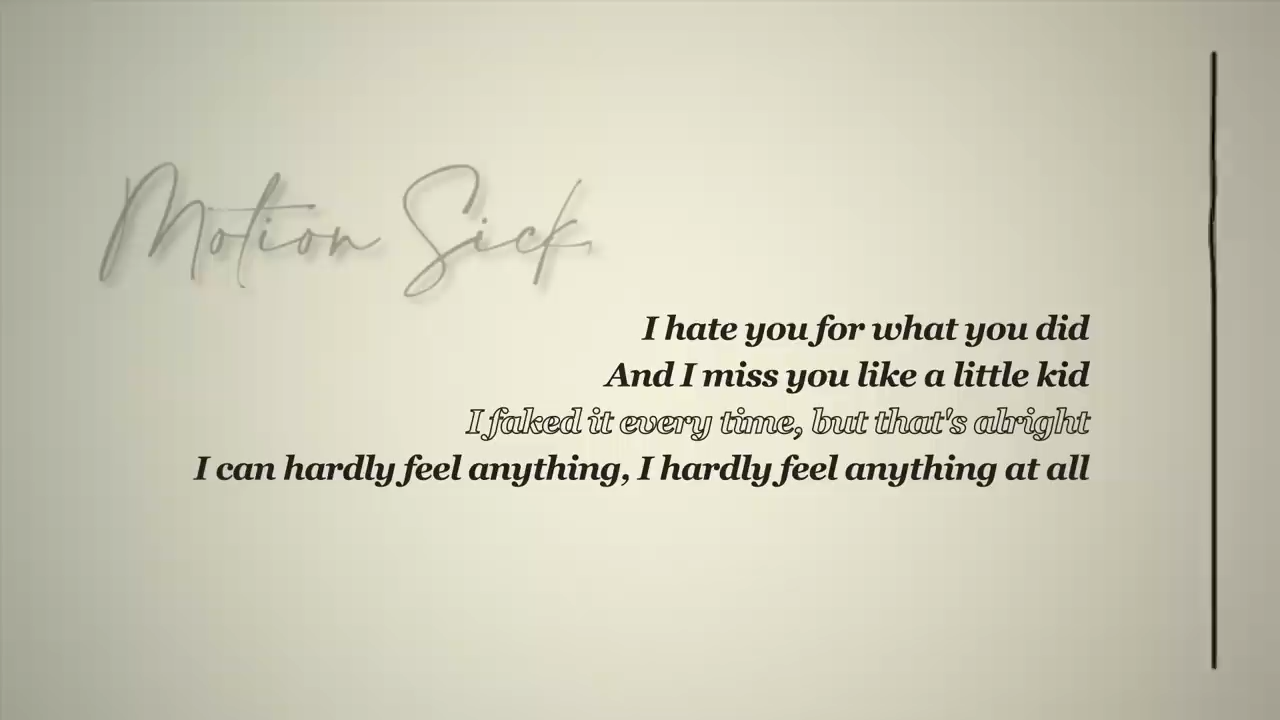 Motion Sick
I hate you for what you did
And I miss you like a little kid
I faked it every time, but that's alright
I can hardly feel anything, I hardly feel anything at all